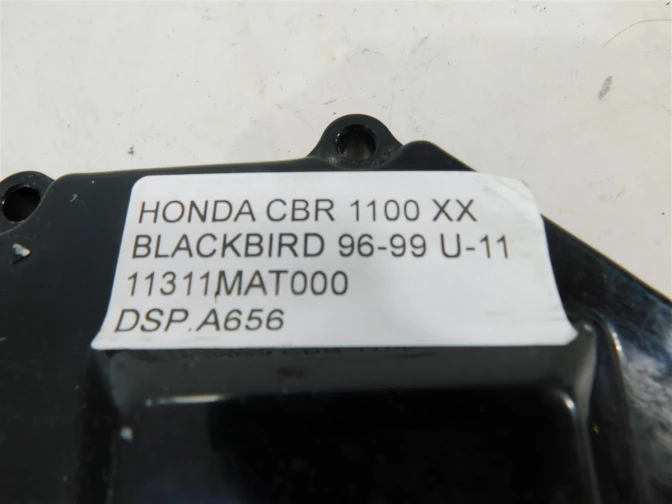 HONDA CBR 1100 XX
BLACKBIRD 96-99 U-11
11311MAT000
DSP.A656